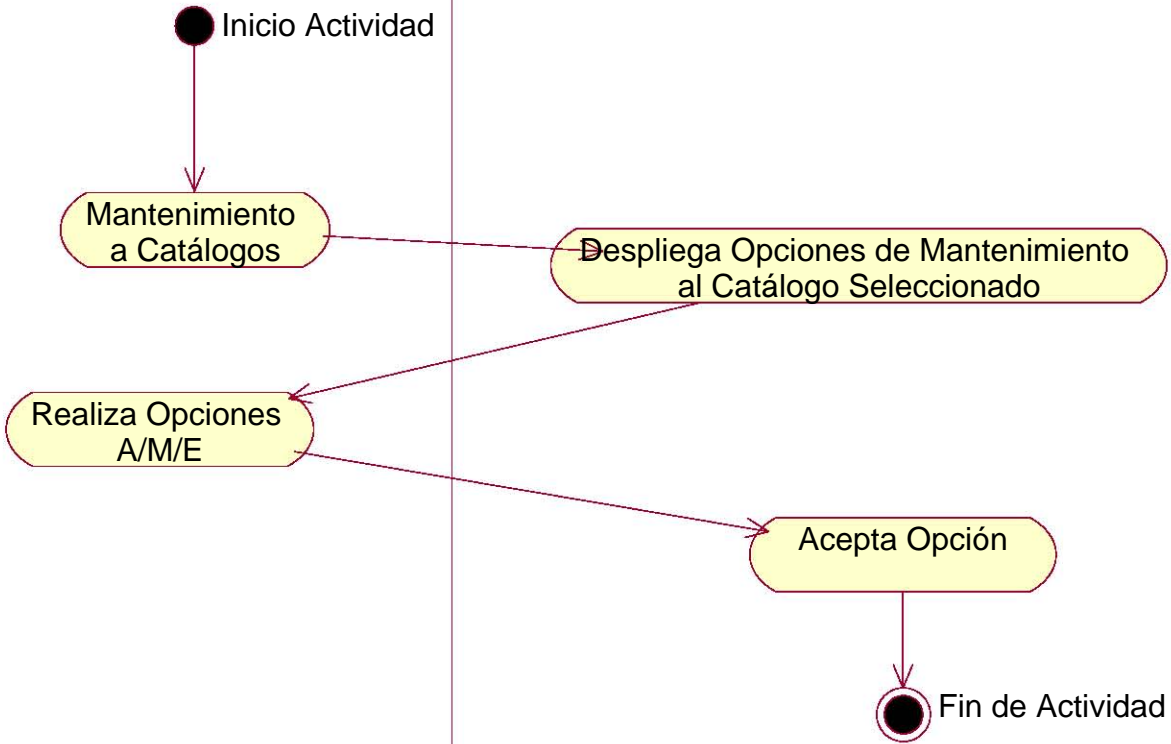 Inicio Actividad
Mantenimiento
a Catálogos
Despliega Opciones de Mantenimiento
al Catálogo Seleccionado
Realiza Opciones
A/M/E
Acepta Opción
Fin de Actividad